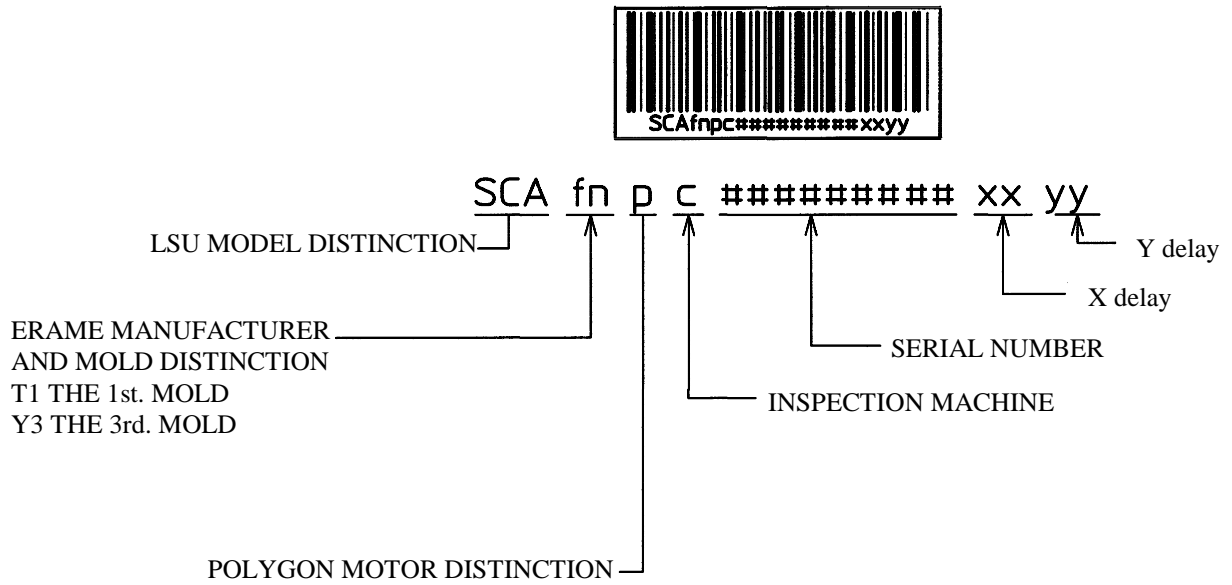 SCAfnpc#########xxyy
SCA fn p c ######### xx yy
LSU MODEL DISTINCTION
Y delay
X delay
ERAME MANUFACTURER
AND MOLD DISTINCTION
T1 THE 1st. MOLD
Y3 THE 3rd. MOLD
SERIAL NUMBER
INSPECTION MACHINE
POLYGON MOTOR DISTINCTION